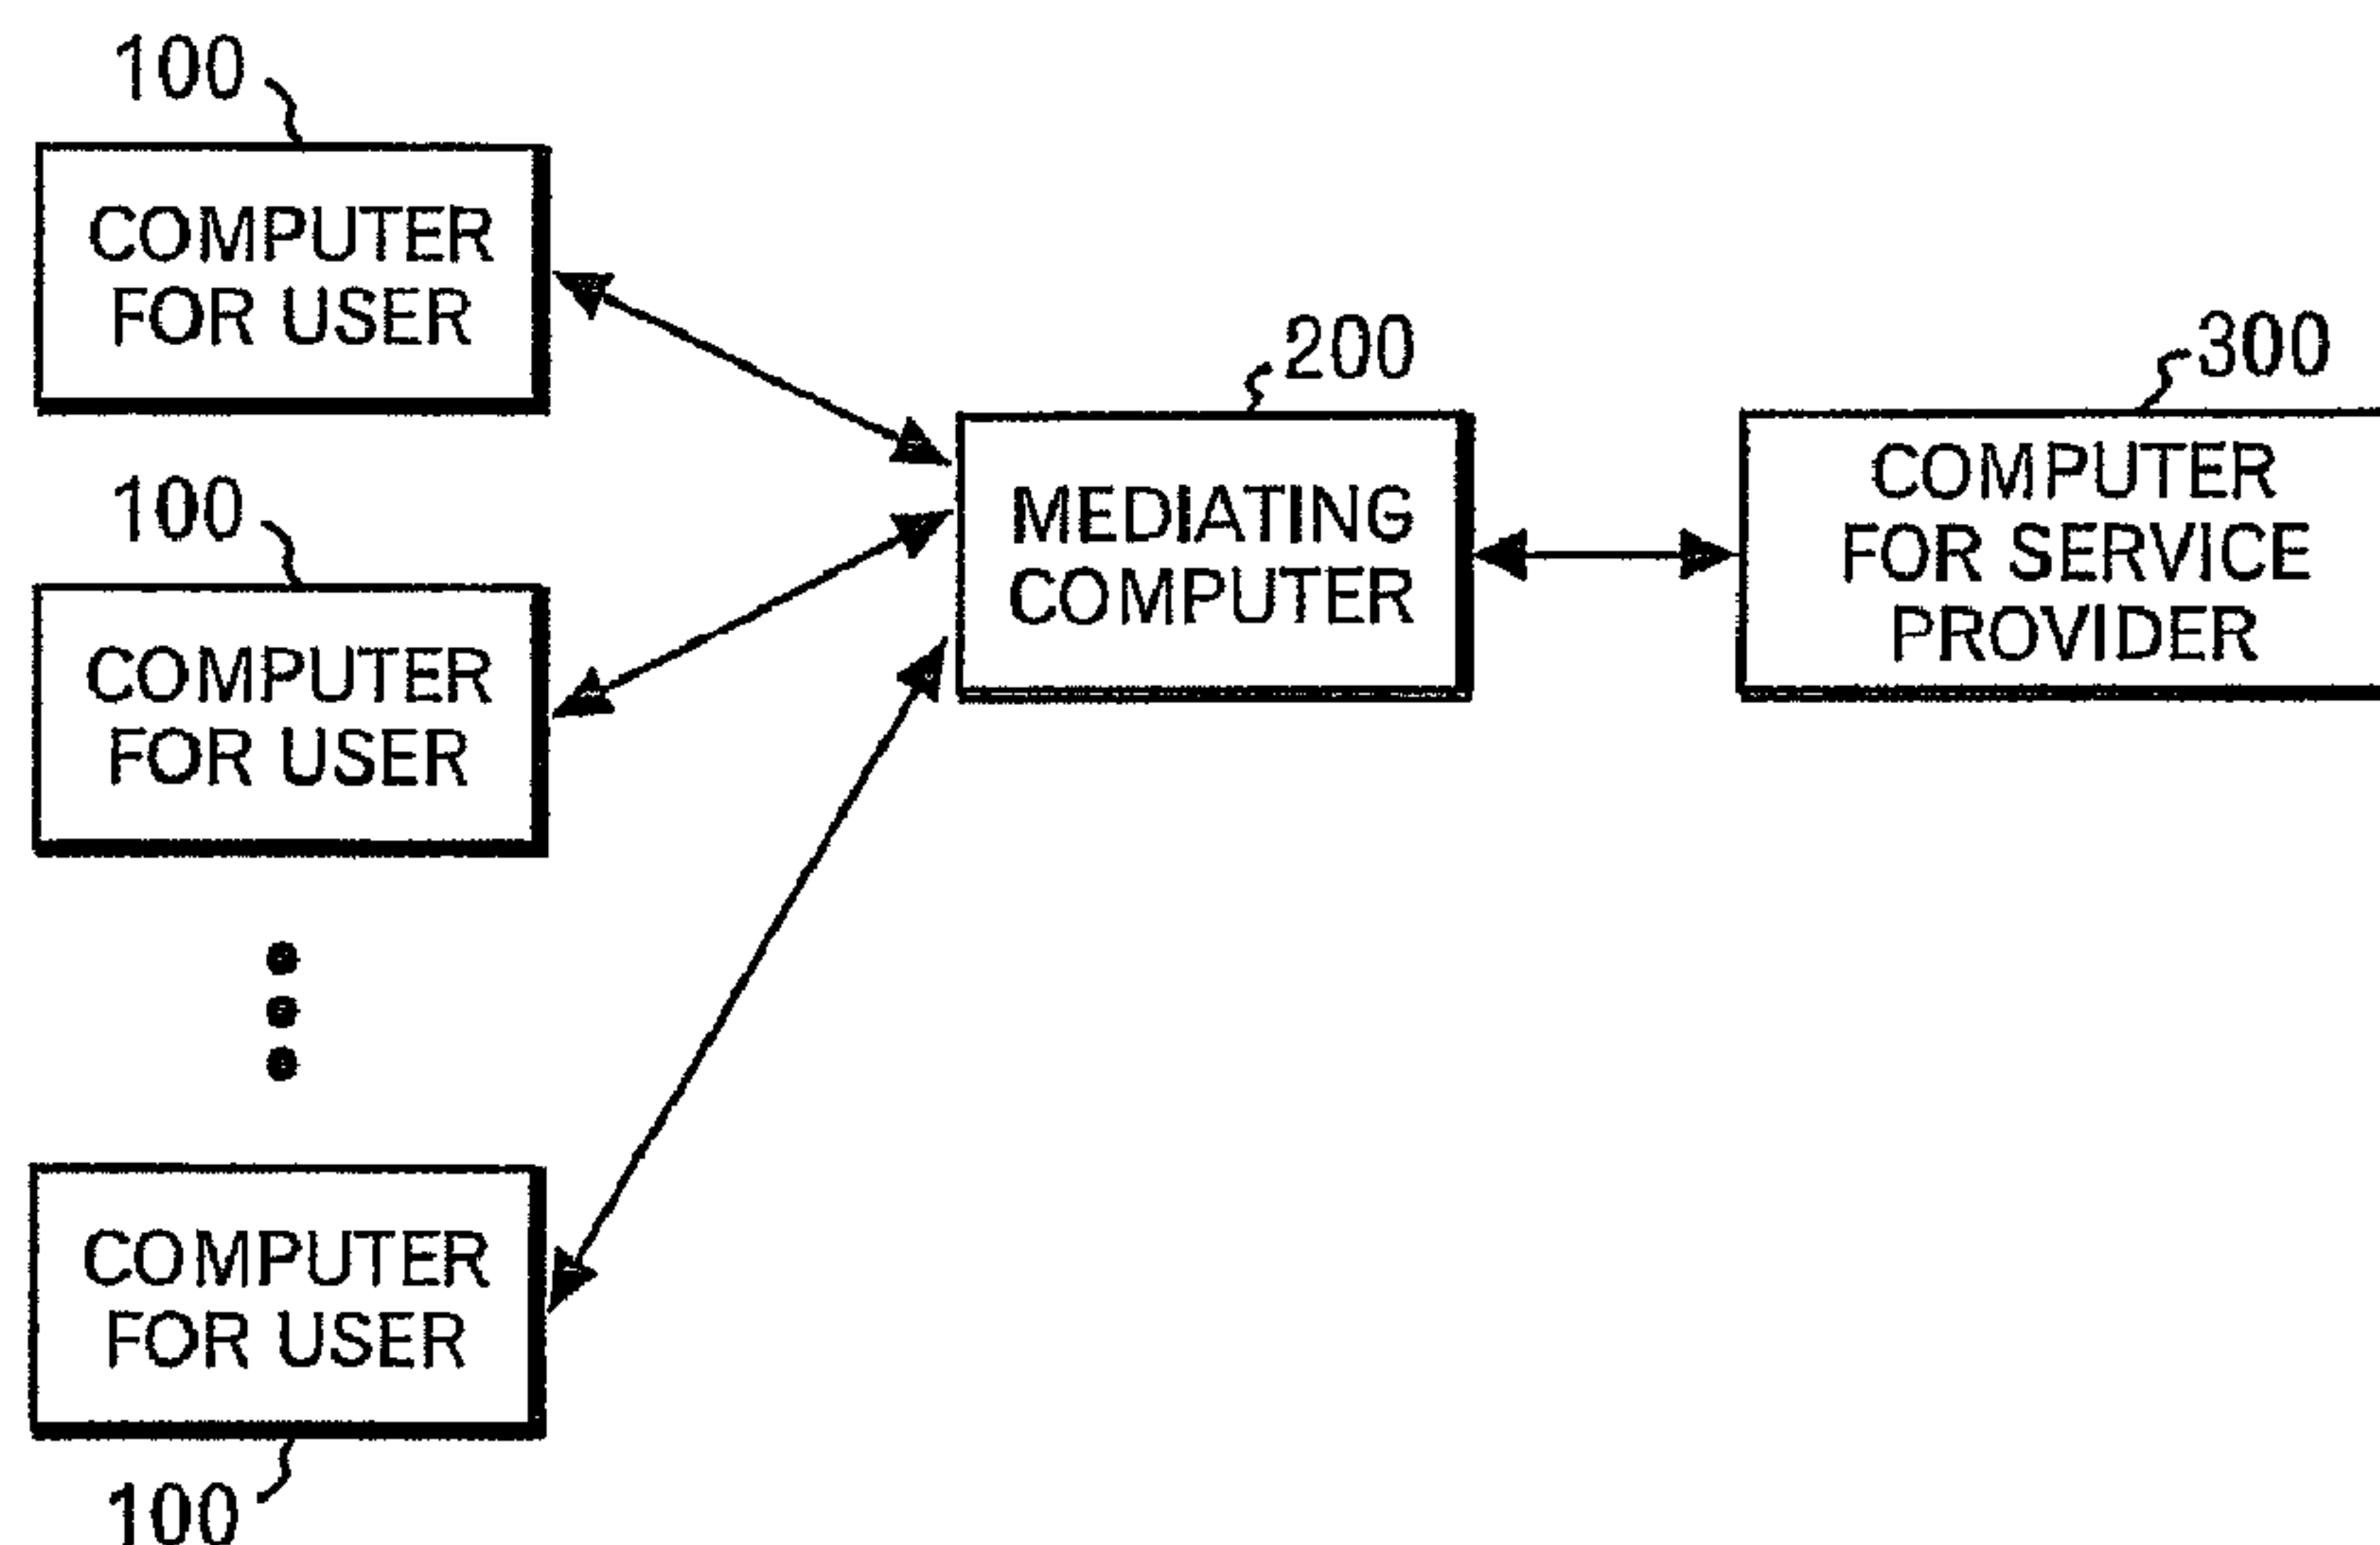 100
COMPUTER
FOR USER
100
COMPUTER
FOR USER
100
COMPUTER
FOR USER
200
MEDIATING
COMPUTER
300
COMPUTER
FOR SERVICE
PROVIDER